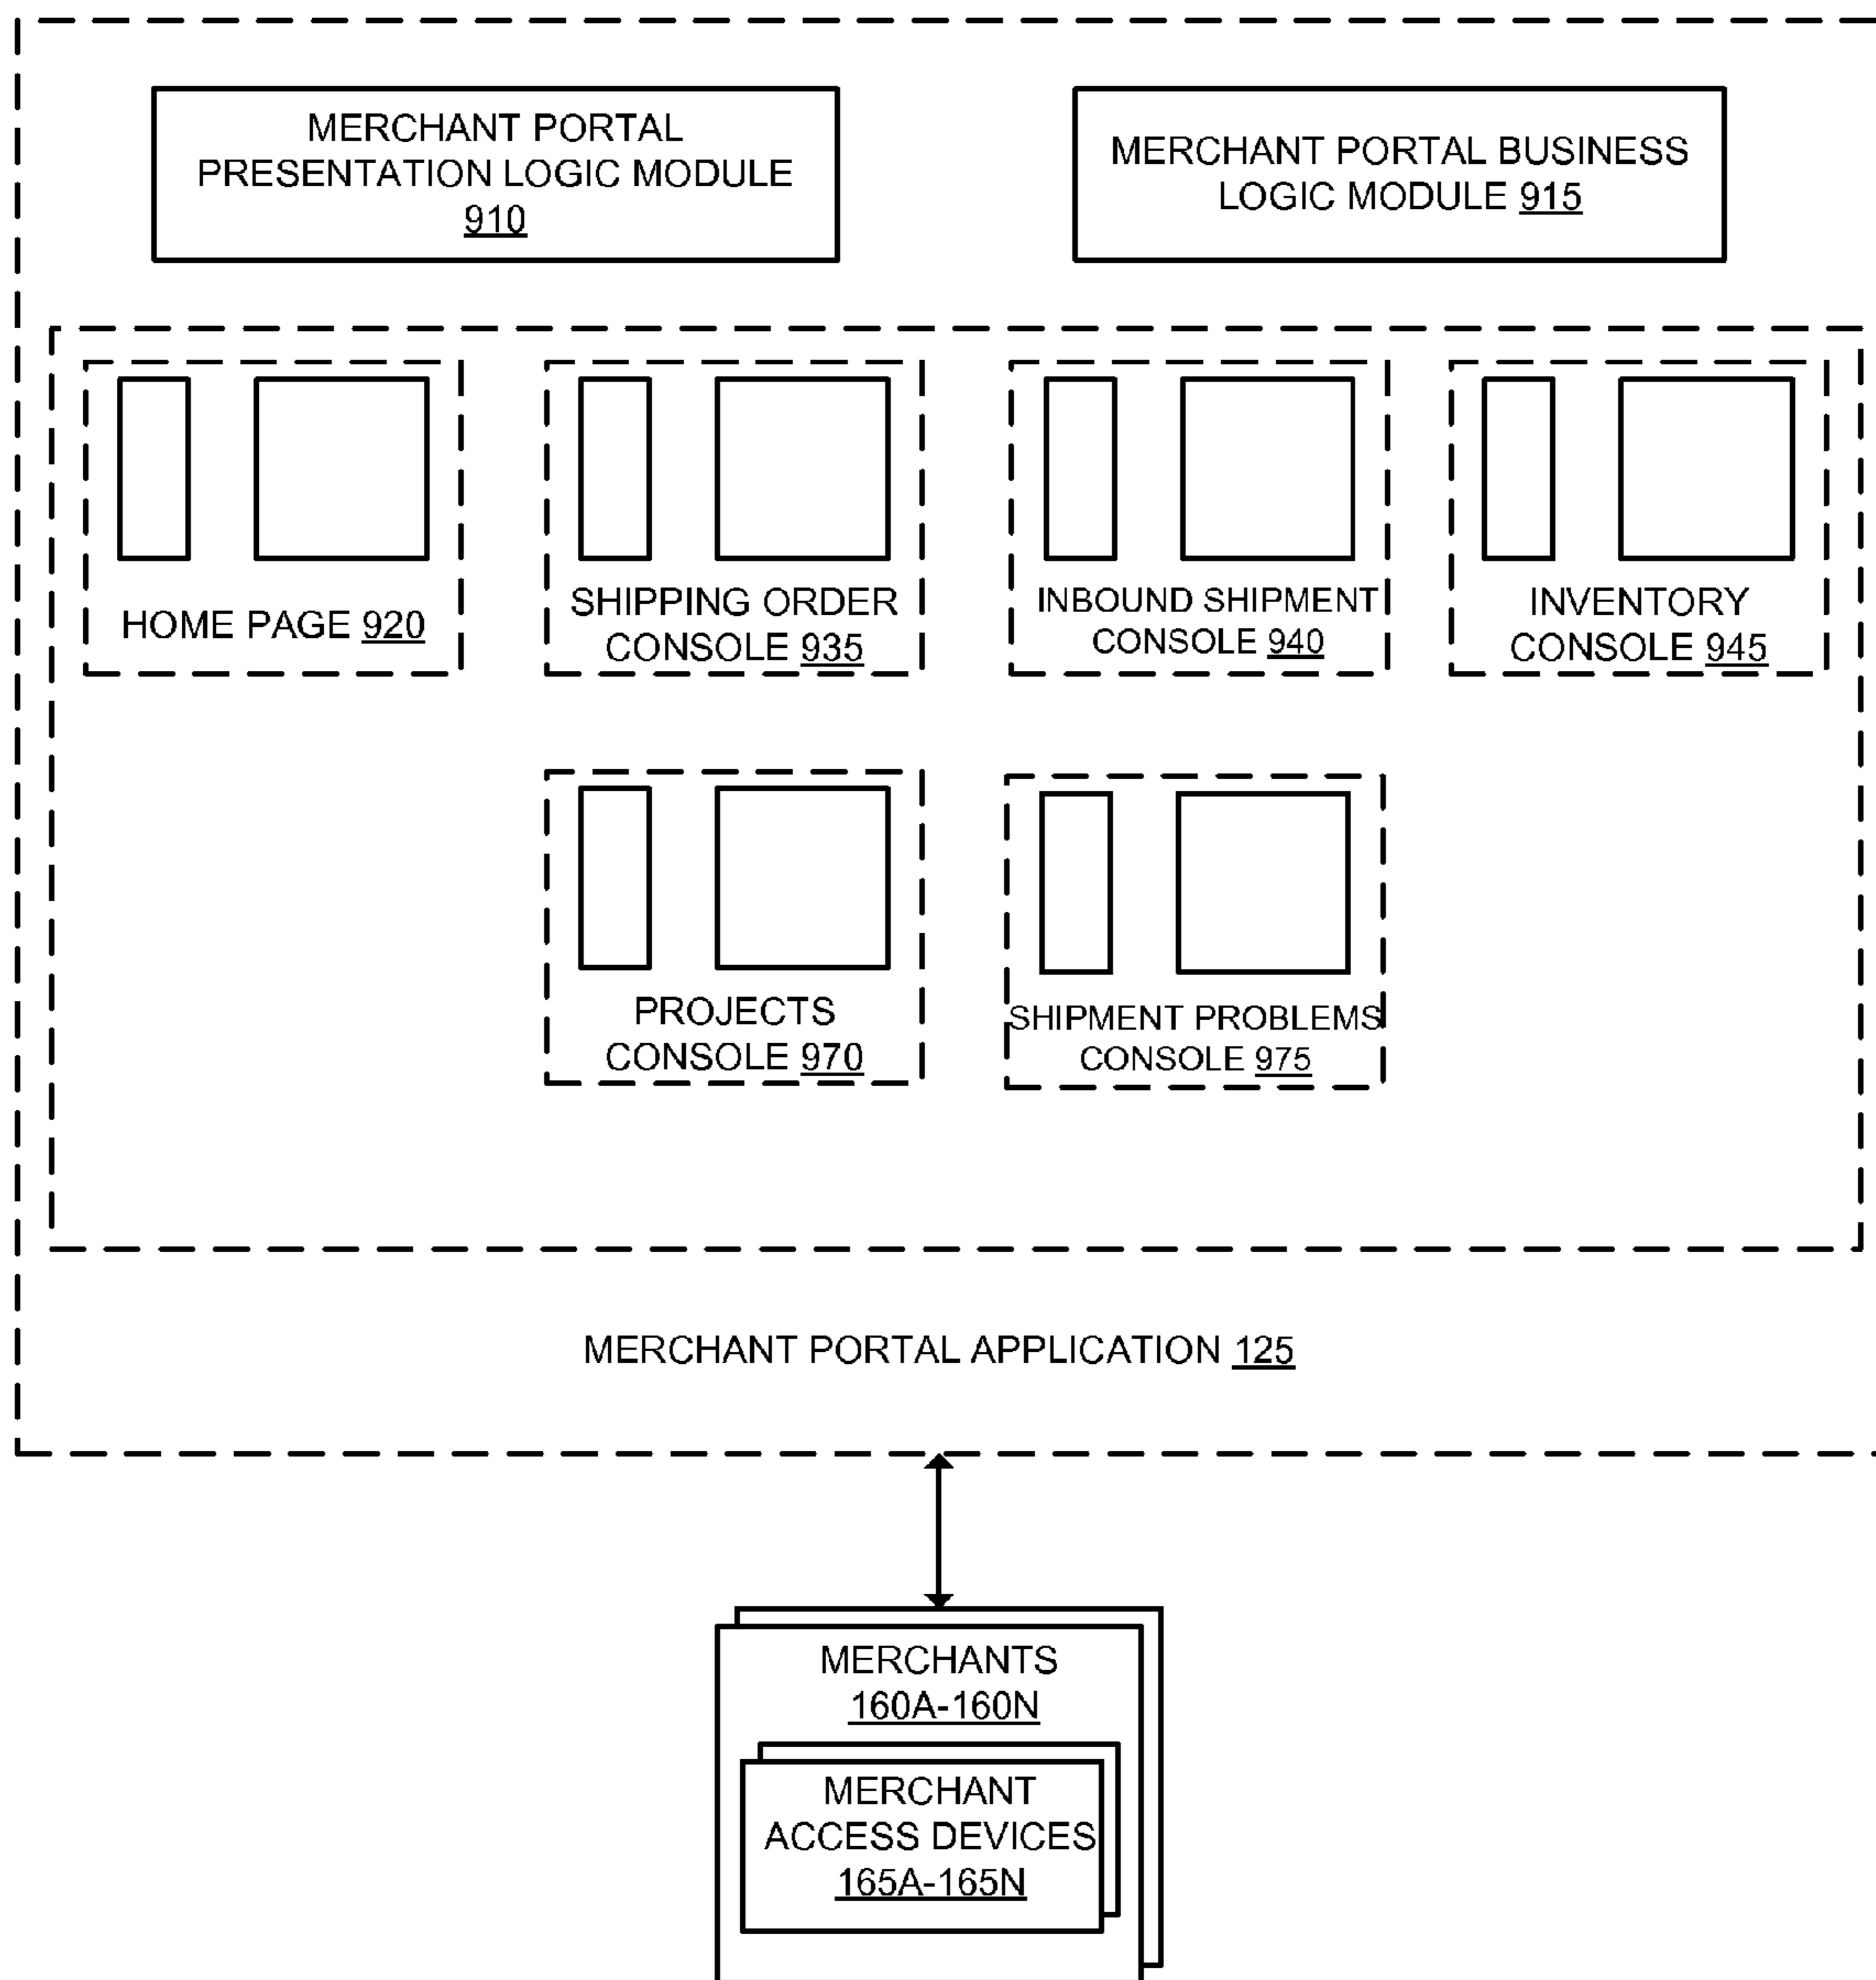 MERCHANT PORTAL
PRESENTATION LOGIC MODULE
910
MERCHANT PORTAL BUSINESS
LOGIC MODULE 915
HOME PAGE 920
SHIPPING ORDER
CONSOLE 935
INBOUND SHIPMENT
CONSOLE 940
INVENTORY
CONSOLE 945
PROJECTS
CONSOLE 970
SHIPMENT PROBLEMS
CONSOLE 975
MERCHANT PORTAL APPLICATION 125
MERCHANTS
160A-160N
MERCHANT
ACCESS DEVICES
165A-165N